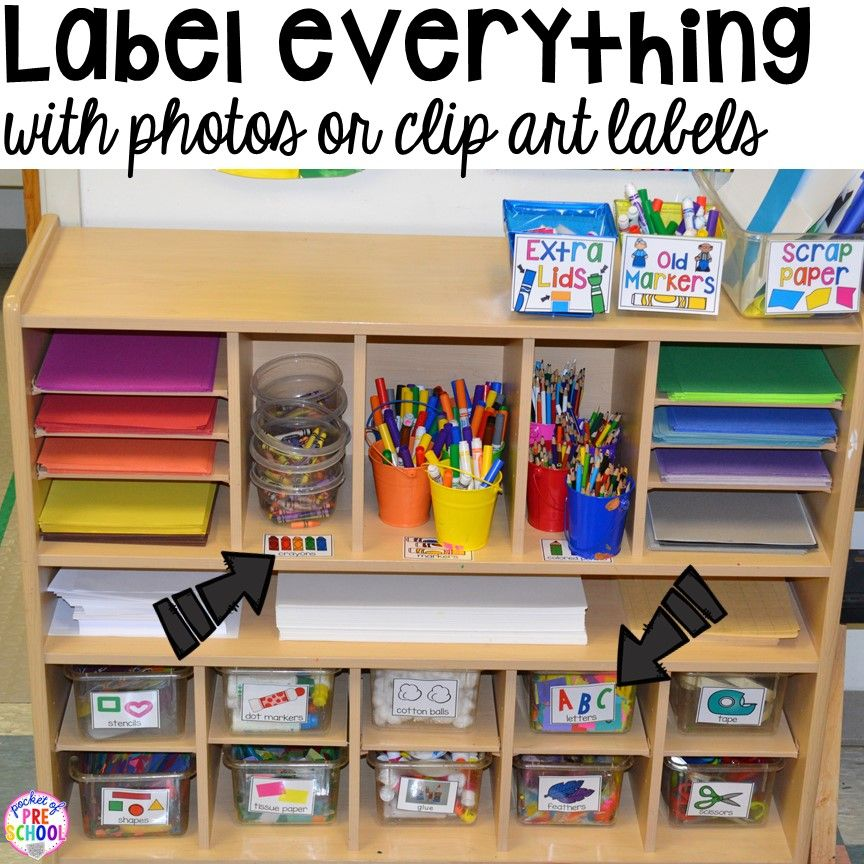 Label everything
with photos or clip art labels
Extra
Lids
Old
Markers
Scrap
Paper
crayons
markers
colored pencils
stencils
dot markers
cotton balls
ABC
letters
tape
shapes
tissue paper
glue
feathers
scissors
pocket of
PRE
SCHOOL